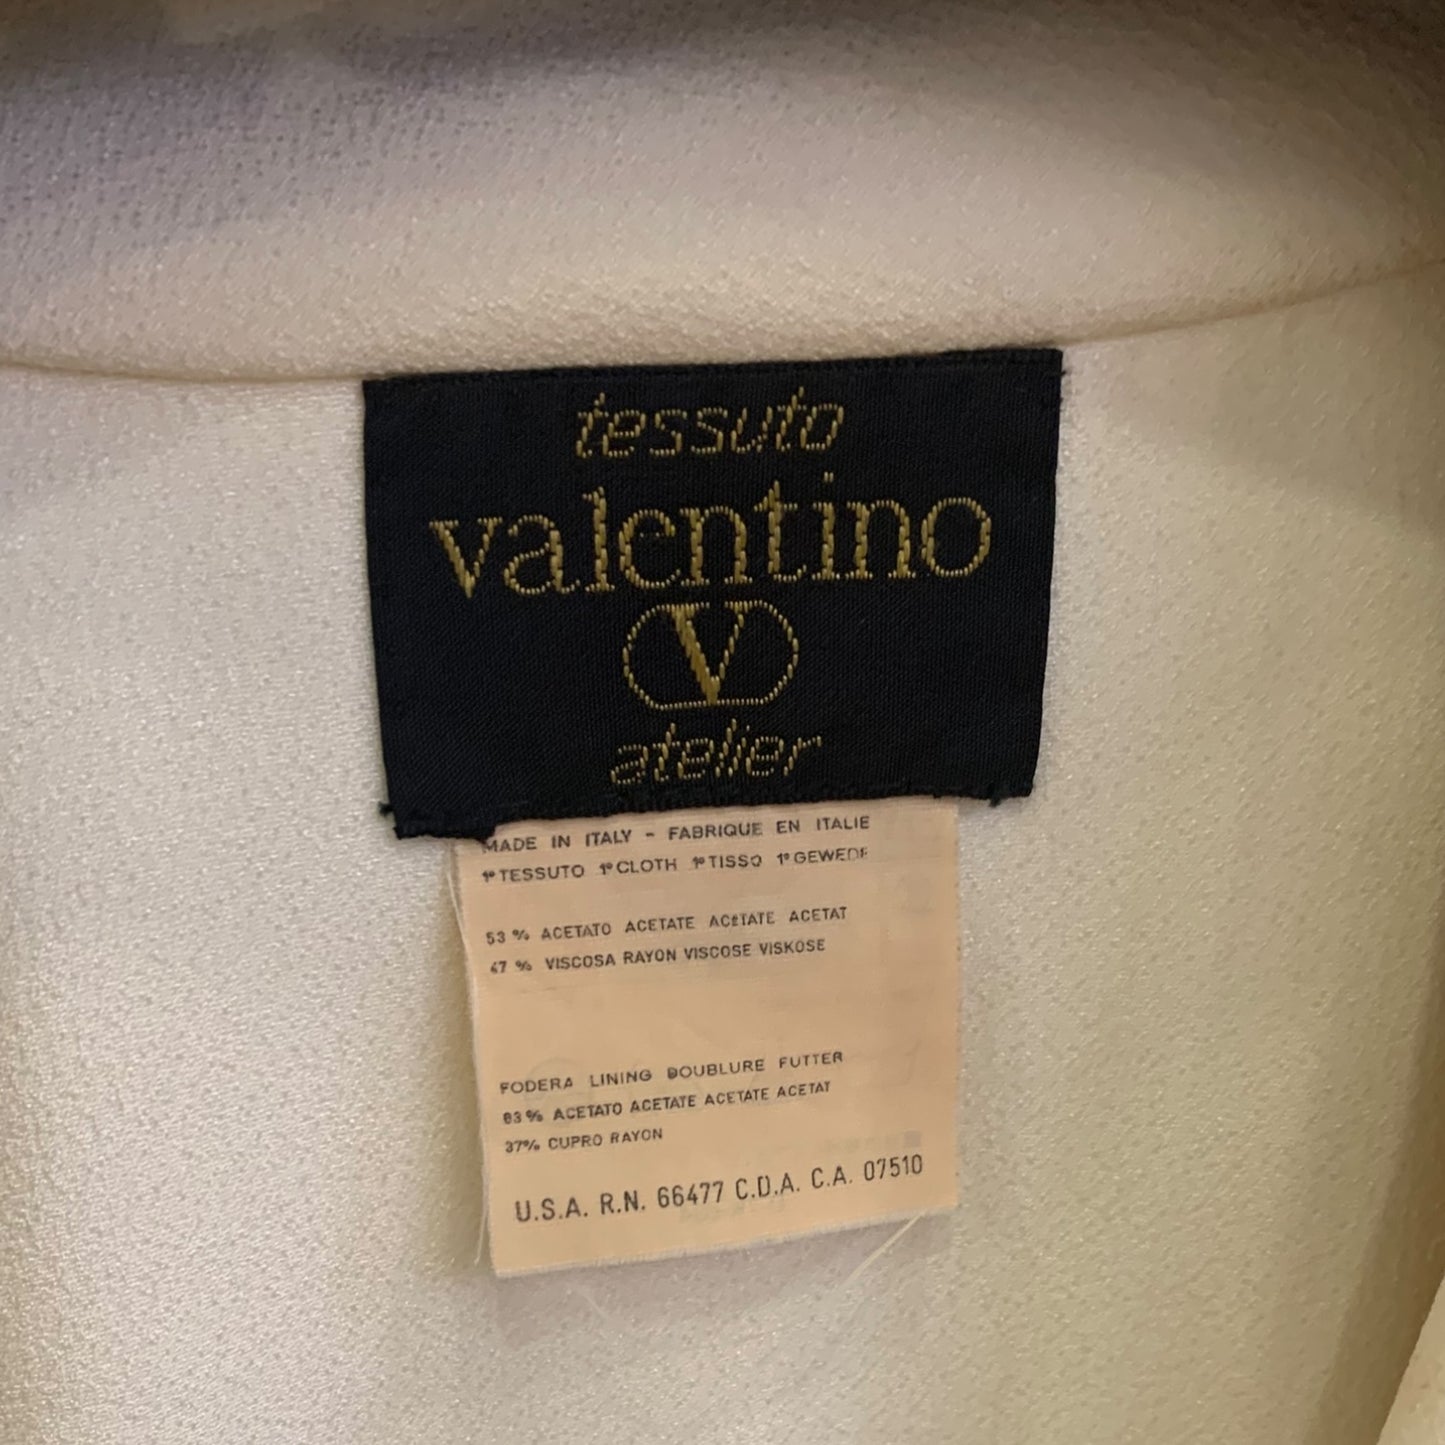 tessuto
valentino
V
atelier
MADE IN ITALY - FABRIQUE EN ITALIE
1º TESSUTO 1º CLOTH 1º TISSO 1º GEWEDE
53 % ACETATO ACETATE ACETATE ACETAT
47 % VISCOSA RAYON VISCOSE VISKOSE
FODERA LINING DOUBLURE FUTTER
63 % ACETATO ACETATE ACETATE ACETAT
37% CUPRO RAYON
U.S.A. R.N. 66477 C.D.A. C.A. 07510